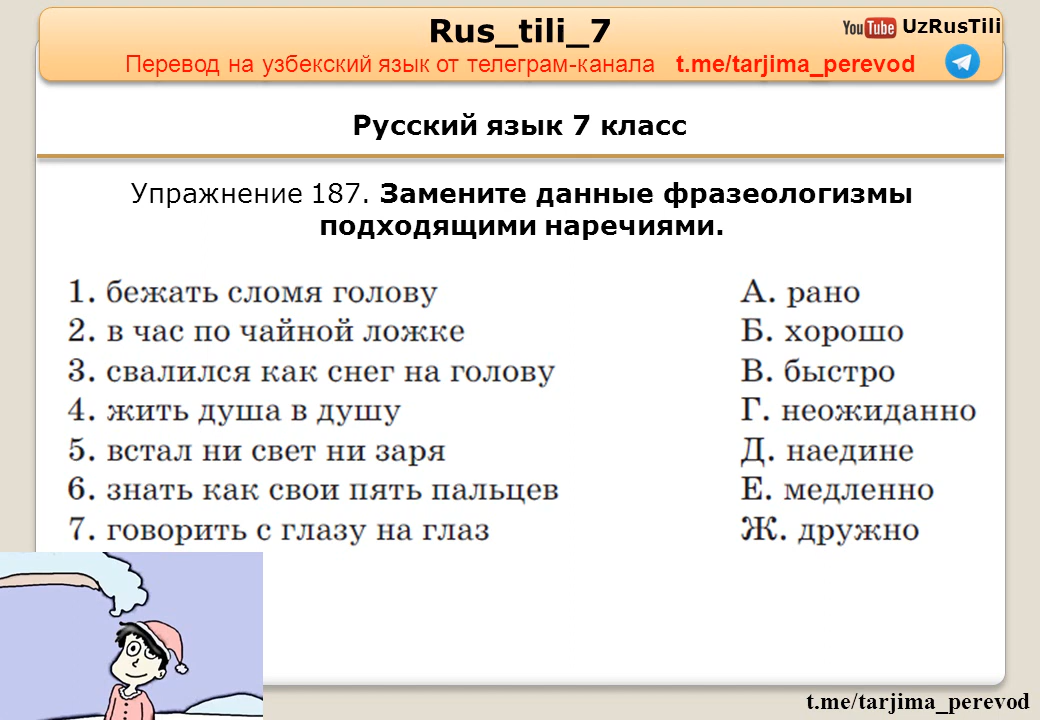 Rus_tili_7
YouTube UzRusTili
Перевод на узбекский язык от телеграм-канала t.me/tarjima_perevod
Русский язык 7 класс
Упражнение 187. Замените данные фразеологизмы
подходящими наречиями.
1. бежать сломя голову
2. в час по чайной ложке
3. свалился как снег на голову
4. жить душа в душу
5. встал ни свет ни заря
6. знать как свои пять пальцев
7. говорить с глазу на глаз
А. рано
Б. хорошо
В. быстро
Г. неожиданно
Д. наедине
Е. медленно
Ж. дружно
t.me/tarjima_perevod